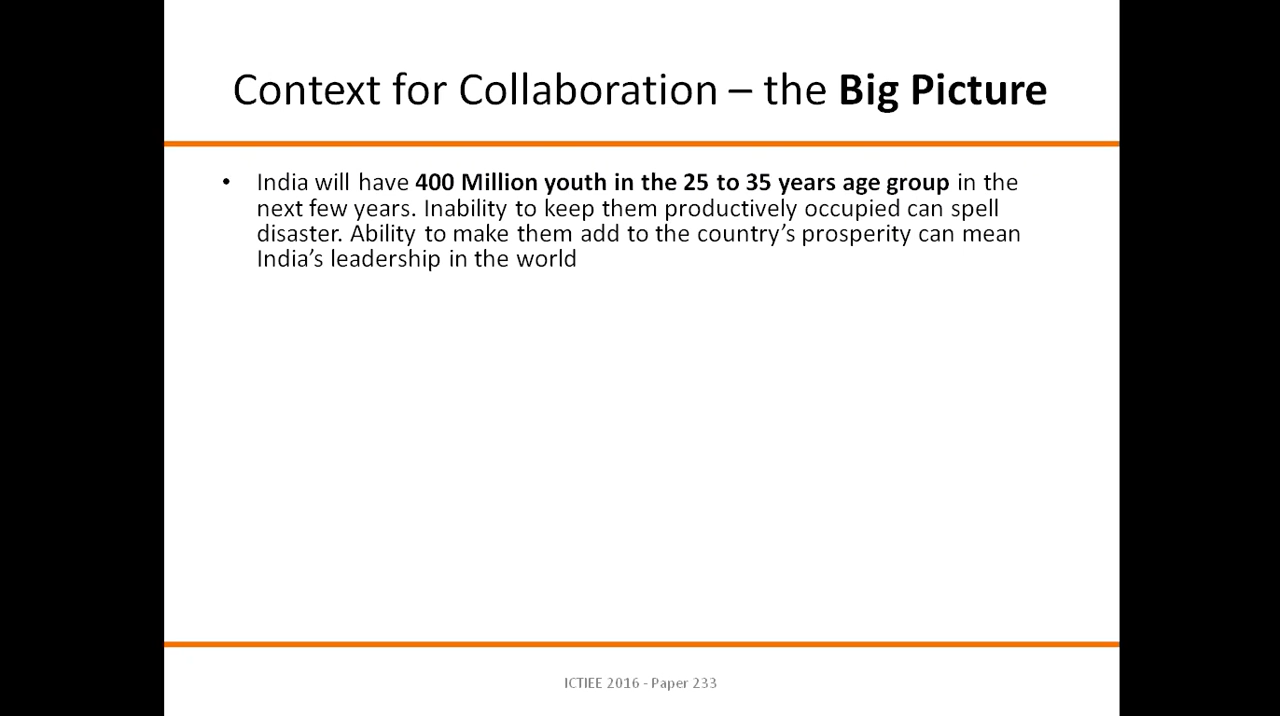 Context for Collaboration – the Big Picture
• India will have 400 Million youth in the 25 to 35 years age group in the
next few years. Inability to keep them productively occupied can spell
disaster. Ability to make them add to the country’s prosperity can mean
India’s leadership in the world
ICTIEE 2016 - Paper 233